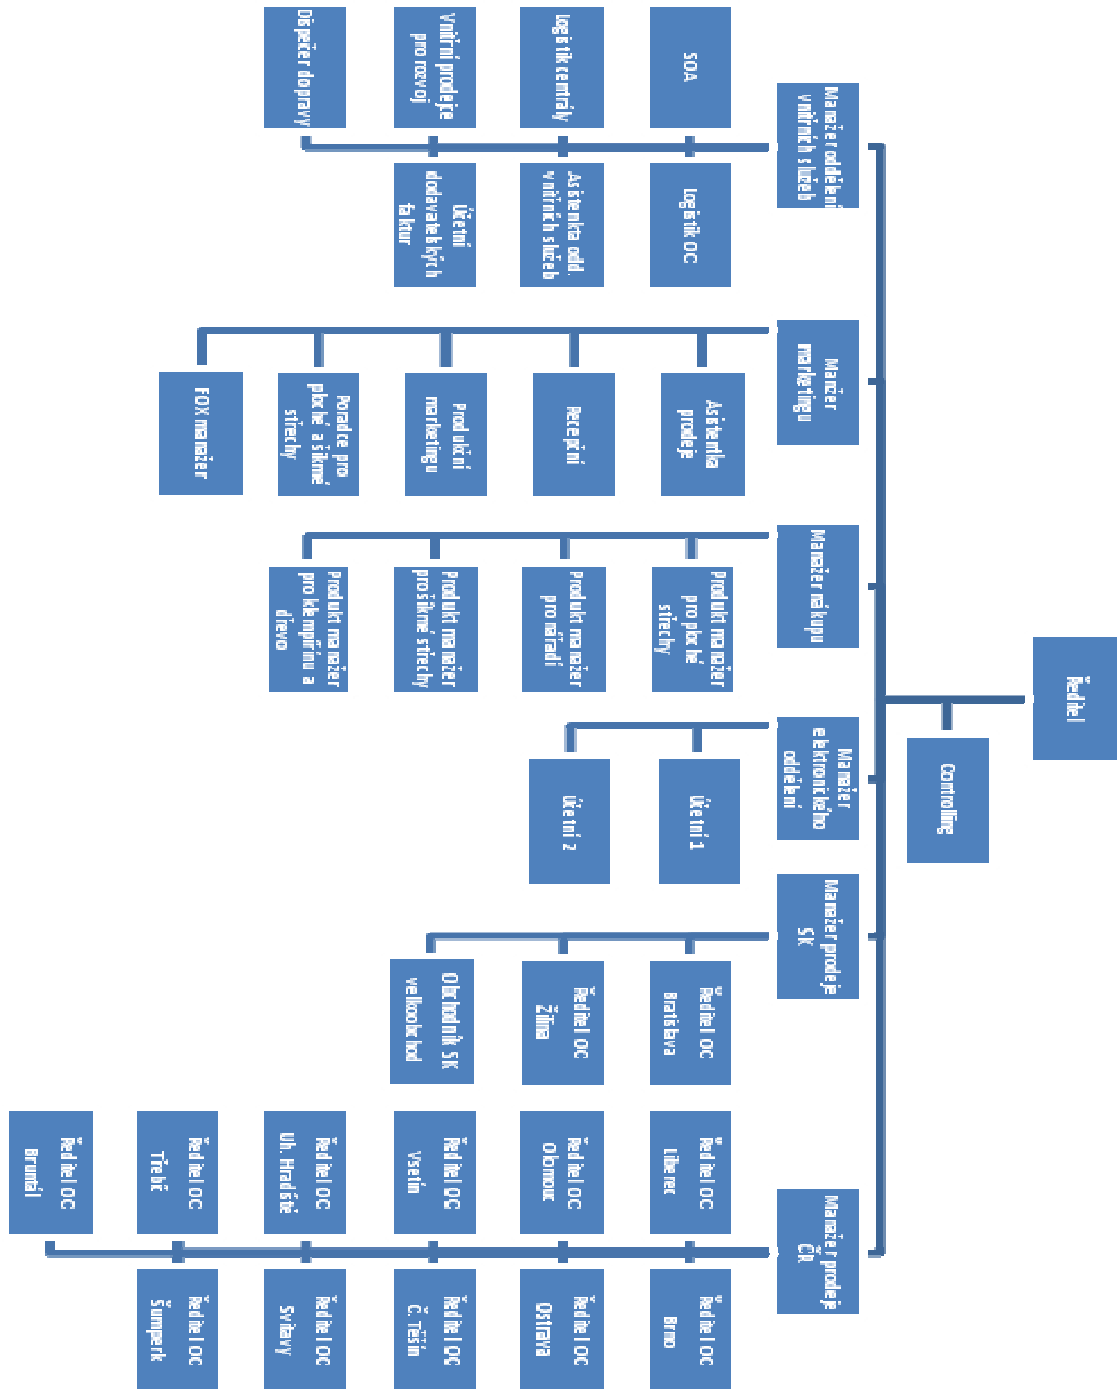 Ředitel
Controlling
Manažer oddělení
vnitřních služeb
SOA
Logistik OC
Logistik centrály
Asistentka odd.
vnitřních služeb
Vnitřní prodejce
pro rozvoj
Účetní
dodavatelských
faktur
Dispečer dopravy
Manžer
marketingu
Asistentka
prodeje
Recepční
Produkční
marketingu
Poradce pro
ploché a šikmé
střechy
FOX manažer
Manažer nákupu
Produkt manažer
pro ploché
střechy
Produkt manažer
pro nářadí
Produkt manažer
pro šikmé střechy
Produkt manažer
pro klempířinu a
dřevo
Manažer
elektronického
oddělení
Účetní 1
Účetní 2
Manažer prodeje
SK
Ředitel OC
Bratislava
Ředitel OC
Žilina
Obchodník SK
velkoobchod
Manažer prodeje
ČR
Ředitel OC
Liberec
Ředitel OC
Brno
Ředitel OC
Olomouc
Ředitel OC
Ostrava
Ředitel OC
Vsetín
Ředitel OC
Č. Těšín
Ředitel OC
Uh. Hradiště
Ředitel OC
Svitavy
Ředitel OC
Třebíč
Ředitel OC
Šumperk
Ředitel OC
Bruntál